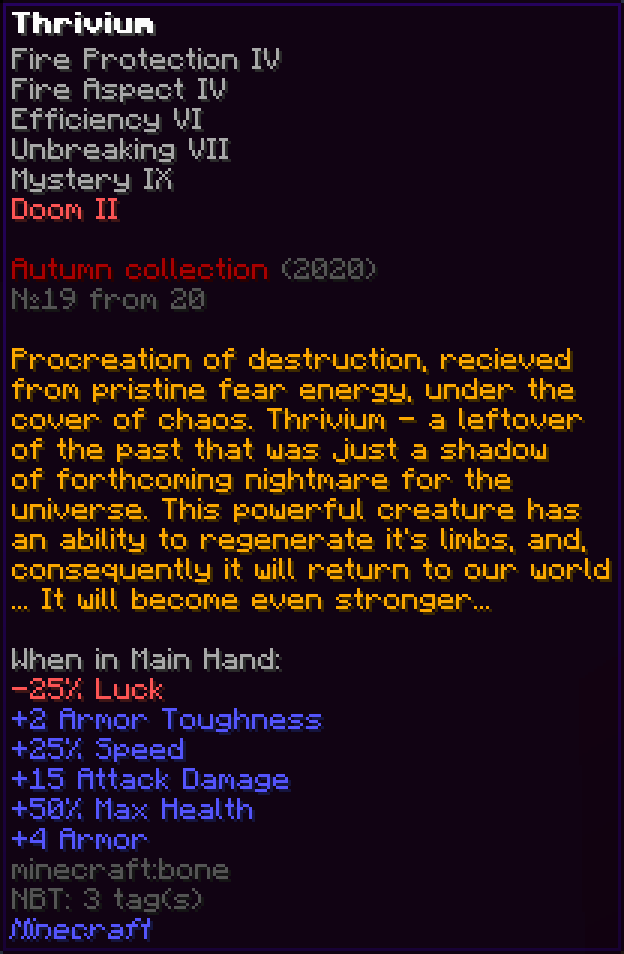 Thrivium
Fire Protection IV
Fire Aspect IV
Efficiency VI
Unbreaking VII
Mystery IX
Doom II
Autumn collection (2020)
№19 from 20
Procreation of destruction, recieved
from pristine fear energy, under the
cover of chaos. Thrivium – a leftover
of the past that was just a shadow
of forthcoming nightmare for the
universe. This powerful creature has
an ability to regenerate it's limbs, and,
consequently it will return to our world
... It will become even stronger...
When in Main Hand:
-25% Luck
+2 Armor Toughness
+25% Speed
+15 Attack Damage
+50% Max Health
+4 Armor
minecraft:bone
NBT: 3 tag(s)
Minecraft